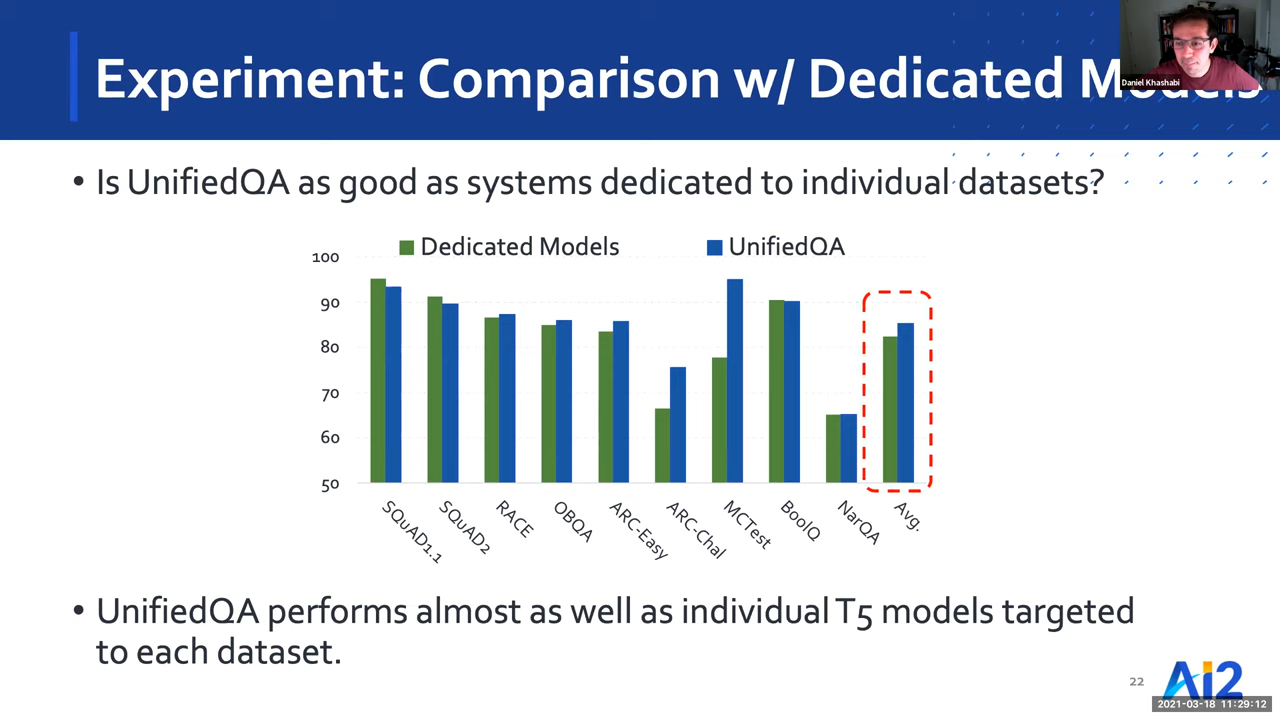 Experiment: Comparison w/ Dedicated Models
Daniel Khashabi
• Is UnifiedQA as good as systems dedicated to individual datasets?
Dedicated Models
UnifiedQA
100
90
80
70
60
50
SQuAD1.1
SQuAD2
RACE
OBQA
ARC-Easy
ARC-Chal
MCTest
BoolQ
NarQA
Avg.
• UnifiedQA performs almost as well as individual T5 models targeted
to each dataset.
22
AI2
2021-03-18 11:29:12